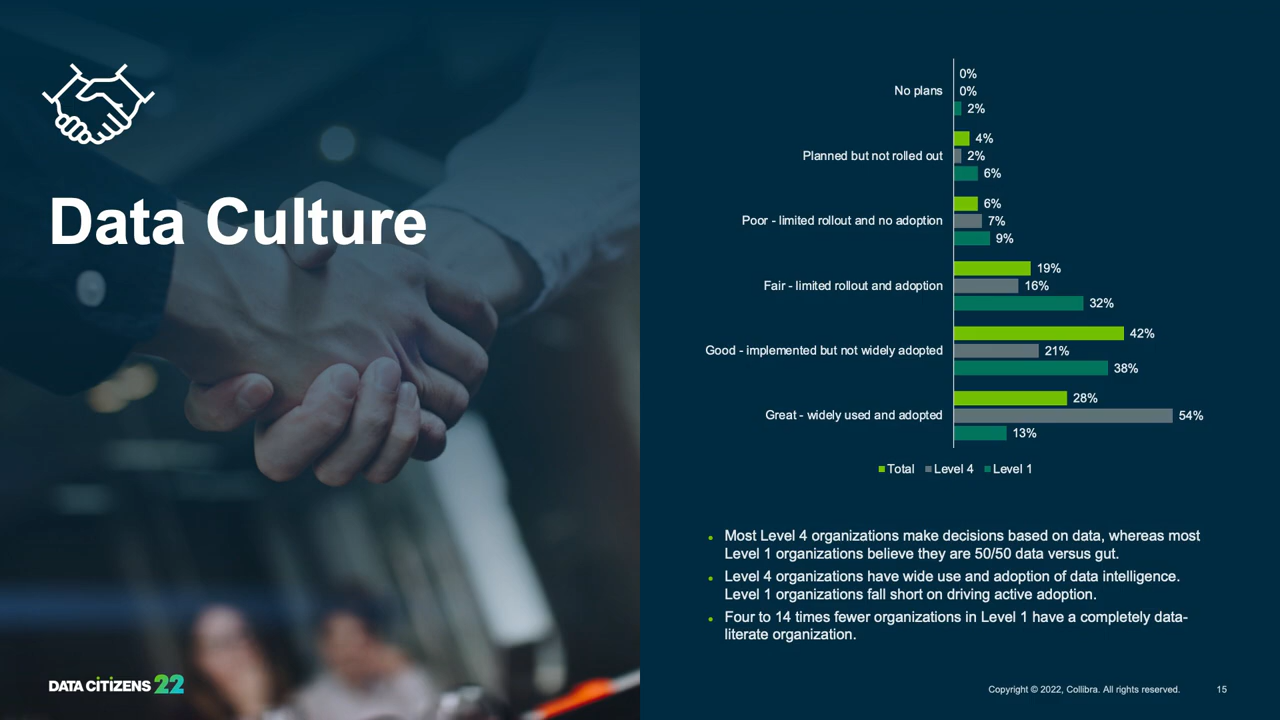 Data Culture
DATA CITIZENS 22
No plans
0%
0%
2%
Planned but not rolled out
4%
2%
6%
Poor - limited rollout and no adoption
6%
7%
9%
Fair - limited rollout and adoption
19%
16%
32%
Good - implemented but not widely adopted
42%
21%
38%
Great - widely used and adopted
28%
54%
13%
Total Level 4 Level 1
Most Level 4 organizations make decisions based on data, whereas most
Level 1 organizations believe they are 50/50 data versus gut.
Level 4 organizations have wide use and adoption of data intelligence.
Level 1 organizations fall short on driving active adoption.
Four to 14 times fewer organizations in Level 1 have a completely data-
literate organization.
Copyright © 2022, Collibra. All rights reserved. 15